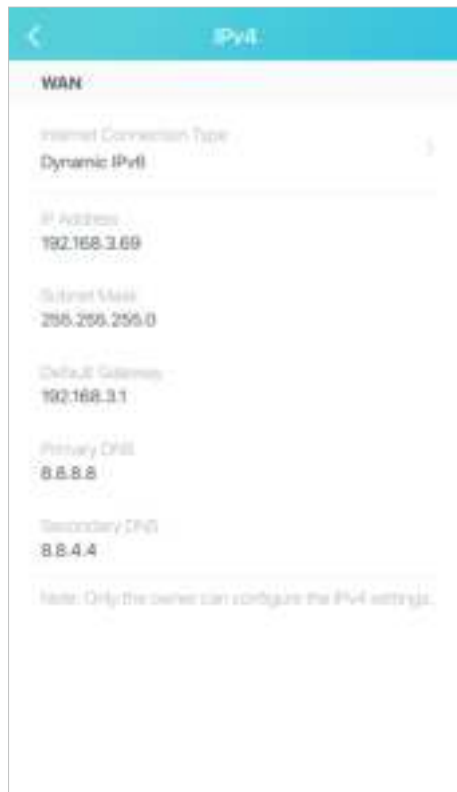 IPv4
WAN
Internet Connection Type
Dynamic IPv6
IP Address
192.168.3.69
Subnet Mask
255.255.255.0
Default Gateway
192.168.3.1
Primary DNS
8.8.8.8
Secondary DNS
8.8.4.4
Note: Only the owner can configure the IPv4 settings.